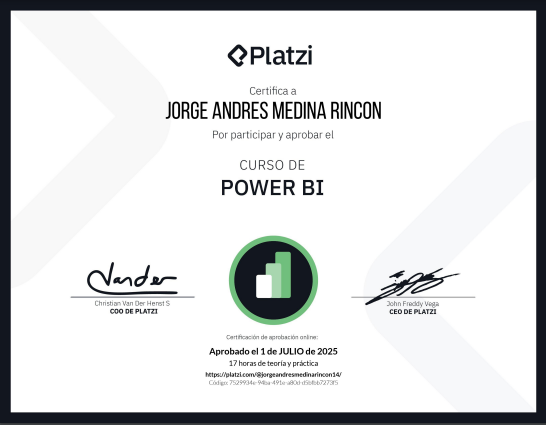 Platzi
Certifica a
JORGE ANDRES MEDINA RINCON
Por participar y aprobar el
CURSO DE
POWER BI
Christian Van Der Henst S
COO DE PLATZI
John Freddy Vega
CEO DE PLATZI
Certificación de aprobación online:
Aprobado el 1 de JULIO de 2025
17 horas de teoría y práctica
https://platzi.com/@jorgeandresmedinarincon14/
Código: